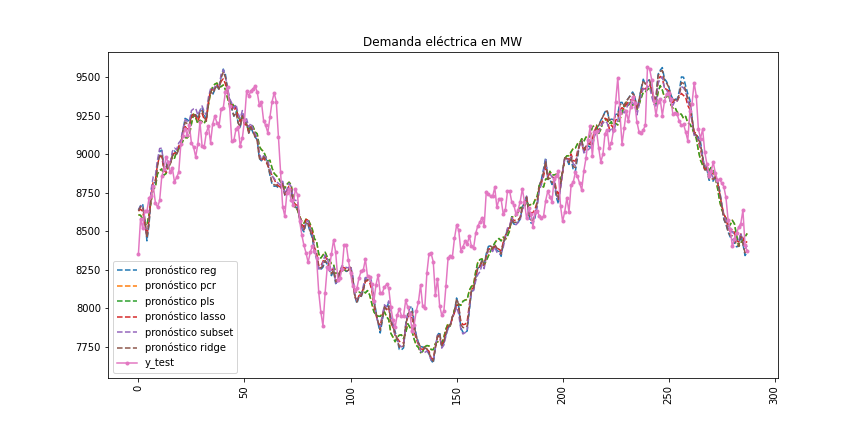 Demanda eléctrica en MW
9500
9250
9000
8750
8500
8250
8000
7750
pronóstico reg
pronóstico pcr
pronóstico pls
pronóstico lasso
pronóstico subset
pronóstico ridge
y_test
0
50
100
150
200
250
300